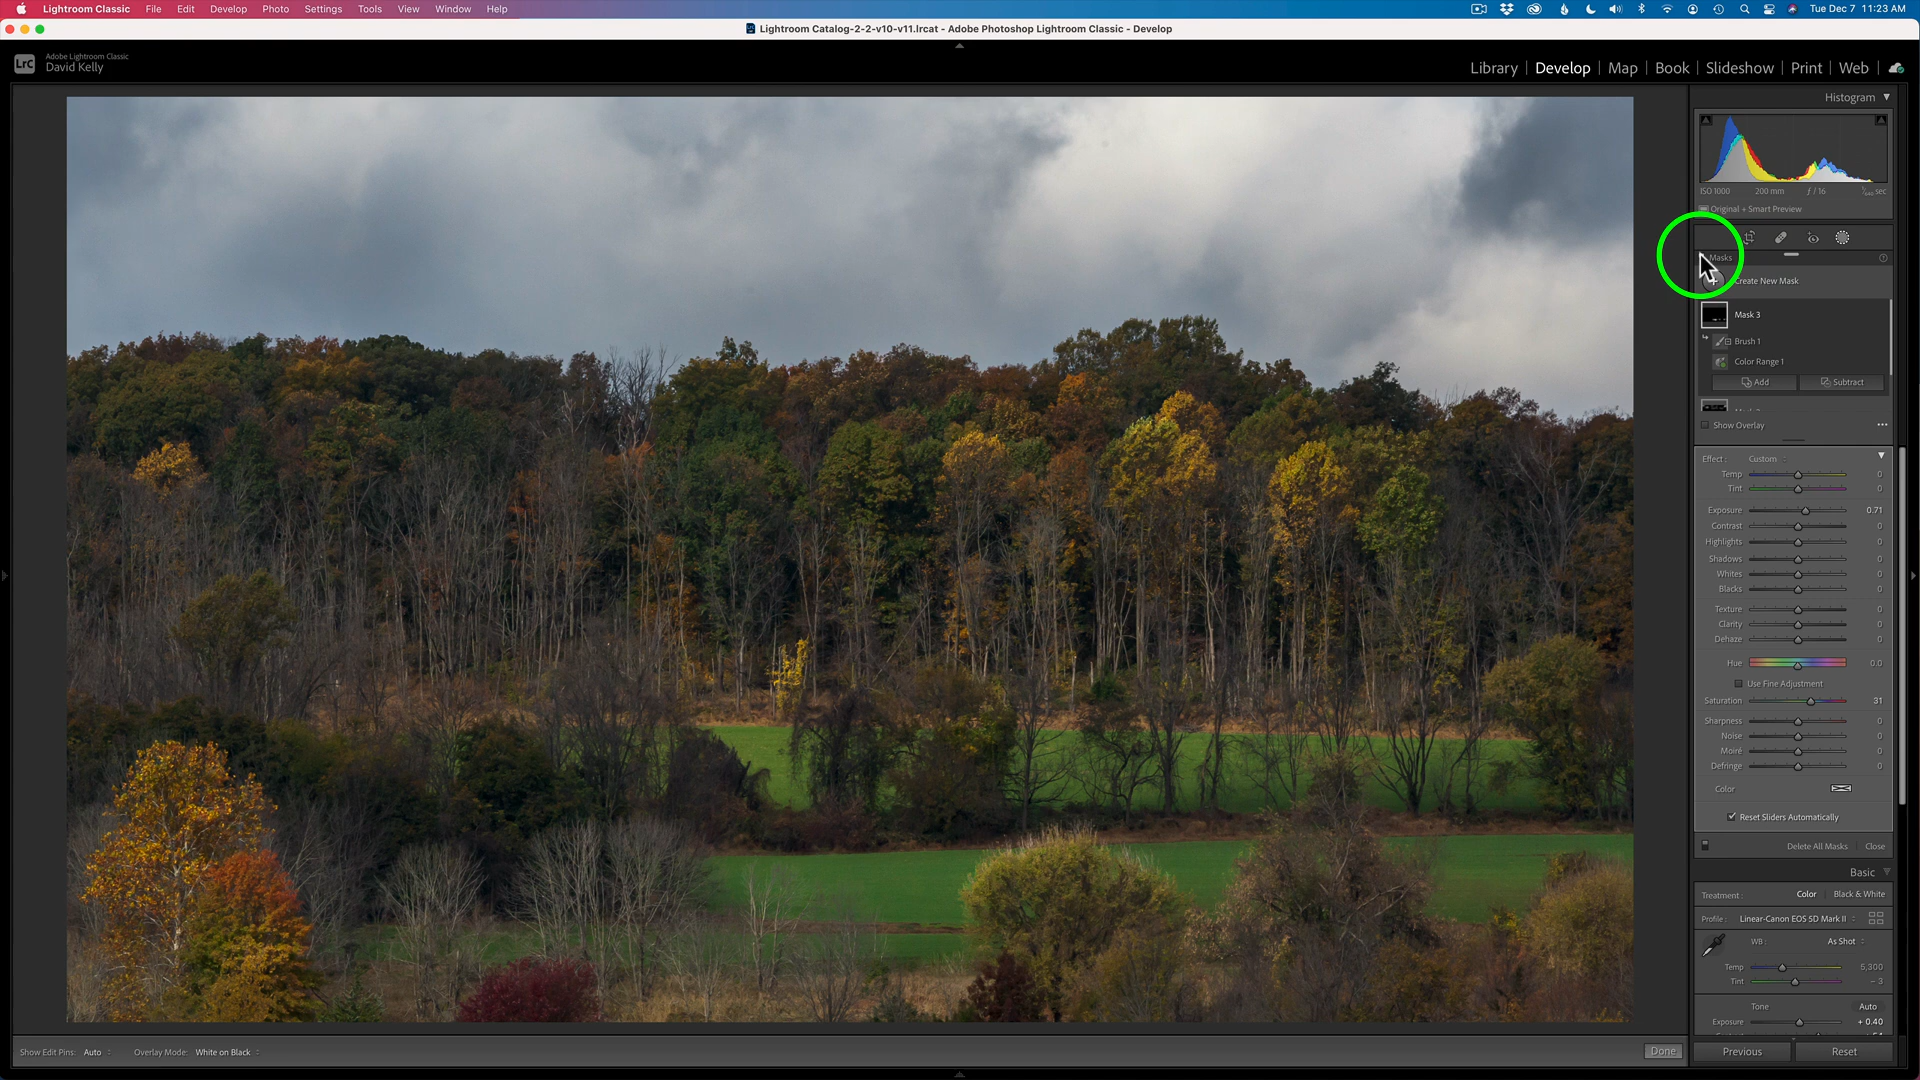 Lightroom Classic File Edit Develop Photo Settings Tools View Window Help Tue Dec 7 11:23 AM
Lightroom Catalog-2-2-v10-v11.lrcat - Adobe Photoshop Lightroom Classic - Develop
LrC
Adobe Lightroom Classic
David Kelly
Library | Develop | Map | Book | Slideshow | Print | Web
Histogram
ISO 1000 200 mm ƒ / 16 sec
Original + Smart Preview
Masks
Create New Mask
Mask 3
Brush 1
Color Range 1
Add Subtract
Show Overlay
Effect : Custom
Temp 0
Tint 0
Exposure 0.71
Contrast 0
Highlights 0
Shadows 0
Whites 0
Blacks 0
Texture 0
Clarity 0
Dehaze 0
Hue 0.0
Use Fine Adjustment
Saturation 31
Sharpness 0
Noise 0
Moiré 0
Defringe 0
Color
Reset Sliders Automatically
Delete All Masks Close
Basic
Treatment : Color Black & White
Profile : Linear-Canon EOS 5D Mark II
WB : As Shot
Temp 5,300
Tint – 3
Tone Auto
Exposure + 0.40
Show Edit Pins: Auto Overlay Mode: White on Black Done
Previous Reset